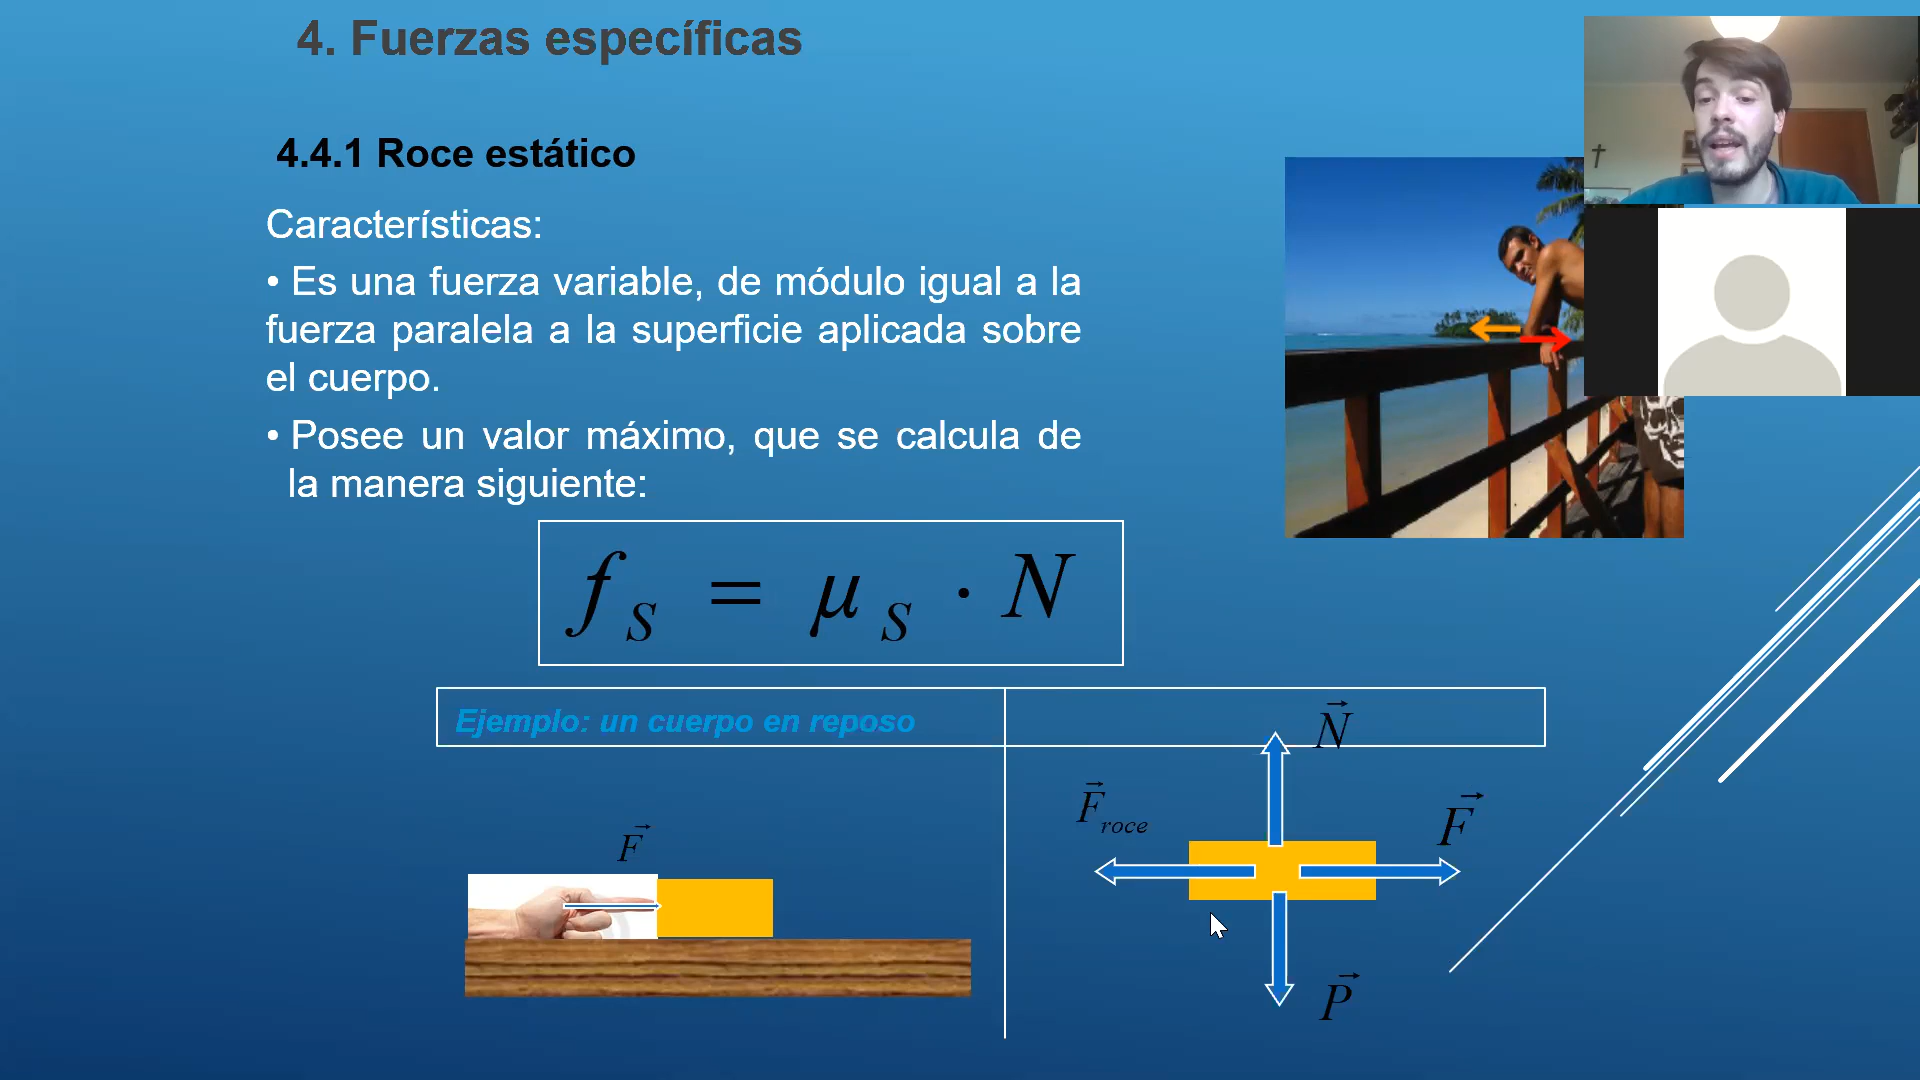 4. Fuerzas específicas
4.4.1 Roce estático
Características:
• Es una fuerza variable, de módulo igual a la
fuerza paralela a la superficie aplicada sobre
el cuerpo.
• Posee un valor máximo, que se calcula de
la manera siguiente:
f_S = μ_S · N
Ejemplo: un cuerpo en reposo
N⃗
F⃗_roce
F⃗
F⃗
P⃗